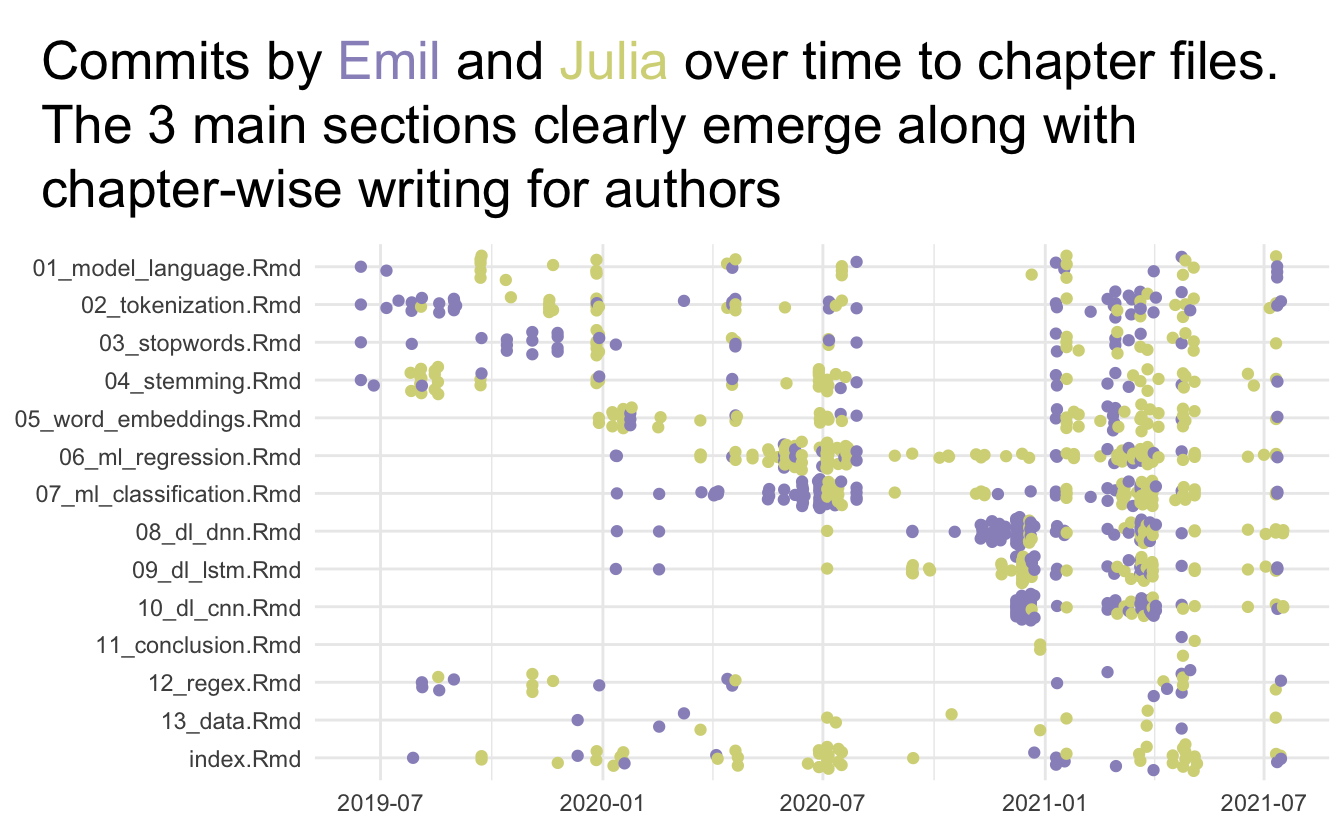 Commits by Emil and Julia over time to chapter files.
The 3 main sections clearly emerge along with
chapter-wise writing for authors
01_model_language.Rmd
02_tokenization.Rmd
03_stopwords.Rmd
04_stemming.Rmd
05_word_embeddings.Rmd
06_ml_regression.Rmd
07_ml_classification.Rmd
08_dl_dnn.Rmd
09_dl_lstm.Rmd
10_dl_cnn.Rmd
11_conclusion.Rmd
12_regex.Rmd
13_data.Rmd
index.Rmd
2019-07 2020-01 2020-07 2021-01 2021-07